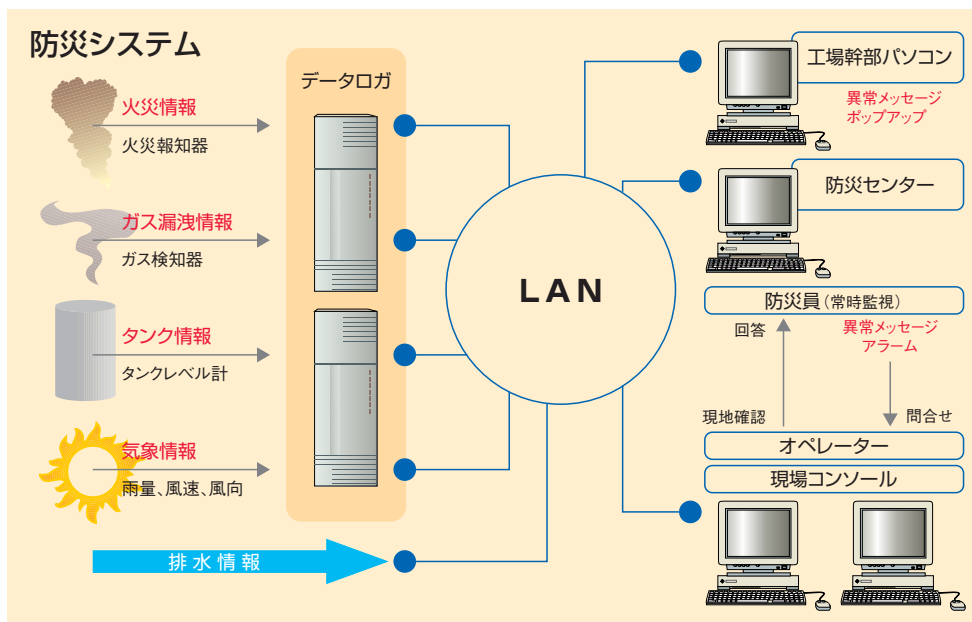 防災システム
データロガ
火災情報
火災報知器
ガス漏洩情報
ガス検知器
タンク情報
タンクレベル計
気象情報
雨量、風速、風向
排水情報
LAN
工場幹部パソコン
異常メッセージ
ポップアップ
防災センター
防災員(常時監視)
回答
異常メッセージ
アラーム
現地確認
問合せ
オペレーター
現場コンソール